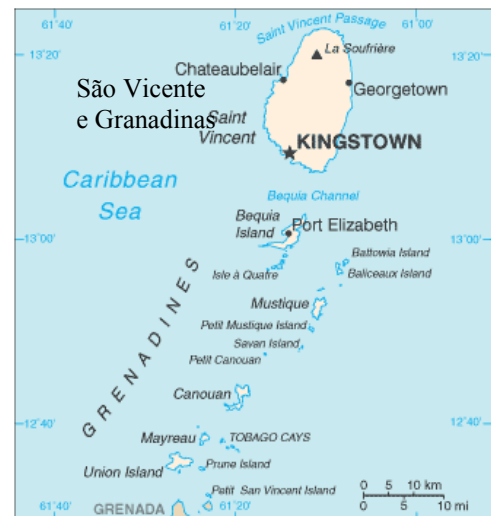 61°40'
61°20'
61°00'
Saint Vincent Passage
La Soufrière
13°20'
13°20'
Chateaubelair
Georgetown
São Vicente
e Granadinas
Saint
Vincent
KINGSTOWN
Caribbean
Sea
Bequia Channel
Bequia
Island
Port Elizabeth
13°00'
13°00'
Battowia Island
Baliceaux Island
Isle à Quatre
Mustique
Petit Mustique Island
Savan Island
Petit Canouan
GRENADINES
Canouan
12°40'
12°40'
Mayreau
TOBAGO CAYS
Union Island
Prune Island
Petit San Vincent Island
0 5 10 km
0 5 10 mi
61°40'
GRENADA
61°20'
61°00'